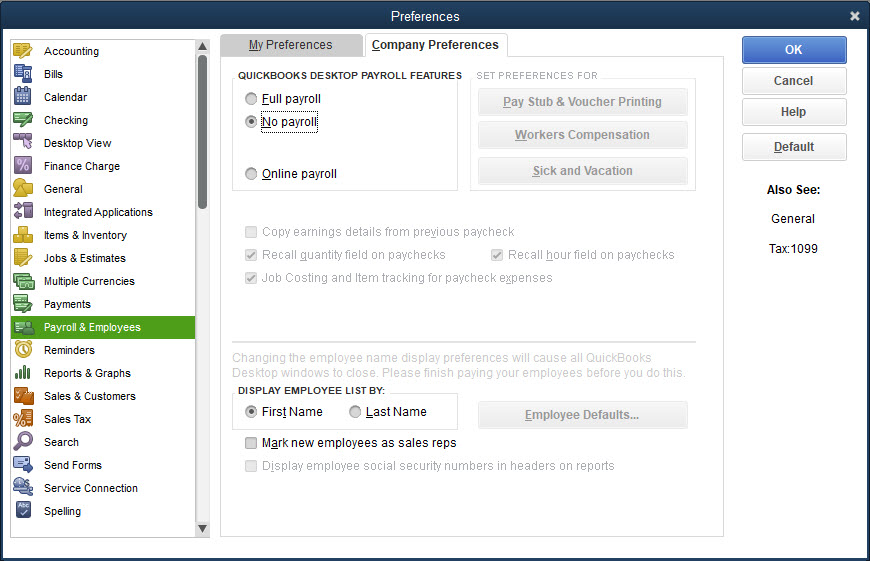 Preferences
Accounting
Bills
Calendar
Checking
Desktop View
Finance Charge
%
General
Integrated Applications
Items & Inventory
Jobs & Estimates
Multiple Currencies
Payments
Payroll & Employees
Reminders
Reports & Graphs
Sales & Customers
Sales Tax
Search
Send Forms
Service Connection
Abc
Spelling
My Preferences
Company Preferences
QUICKBOOKS DESKTOP PAYROLL FEATURES
Full payroll
No payroll
Online payroll
SET PREFERENCES FOR
Pay Stub & Voucher Printing
Workers Compensation
Sick and Vacation
Copy earnings details from previous paycheck
Recall quantity field on paychecks
Recall hour field on paychecks
Job Costing and Item tracking for paycheck expenses
Changing the employee name display preferences will cause all QuickBooks
Desktop windows to close. Please finish paying your employees before you do this.
DISPLAY EMPLOYEE LIST BY:
First Name
Last Name
Employee Defaults...
Mark new employees as sales reps
Display employee social security numbers in headers on reports
OK
Cancel
Help
Default
Also See:
General
Tax:1099